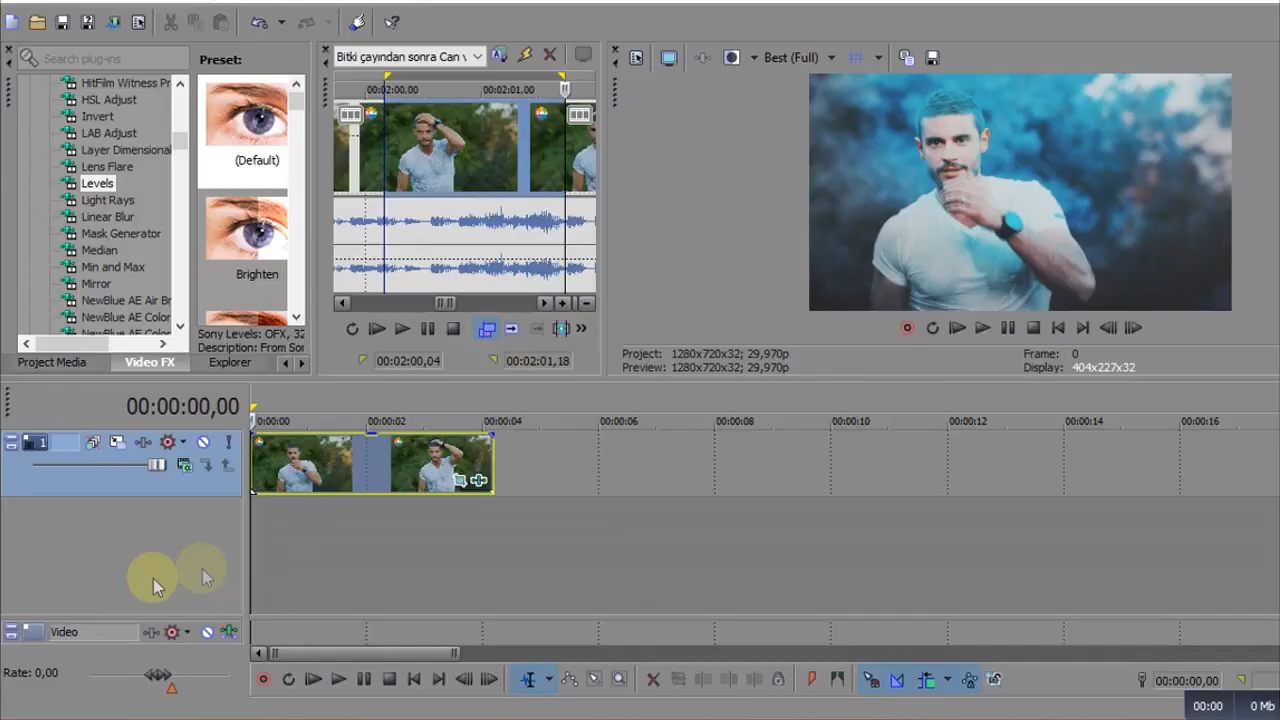 Search plug-ins
Preset:
HitFilm Witness Pr
HSL Adjust
Invert
LAB Adjust
Layer Dimensional
Lens Flare
Levels
Light Rays
Linear Blur
Mask Generator
Median
Min and Max
Mirror
NewBlue AE Air Br
NewBlue AE Color
(Default)
Brighten
Sony Levels: OFX, 32
Description: From Son
Project Media
Video FX
Explorer
Bitki çayından sonra Can
00:02:00,00
00:02:01,00
00:02:00,04
00:02:01,18
Best (Full)
Project: 1280x720x32; 29,970p
Preview: 1280x720x32; 29,970p
Frame: 0
Display: 404x227x32
00:00:00,00
00:00:00
00:00:02
00:00:04
00:00:06
00:00:08
00:00:10
00:00:12
00:00:14
00:00:16
1
Video
Rate: 0,00
00:00:00,00
00:00
0 Mb